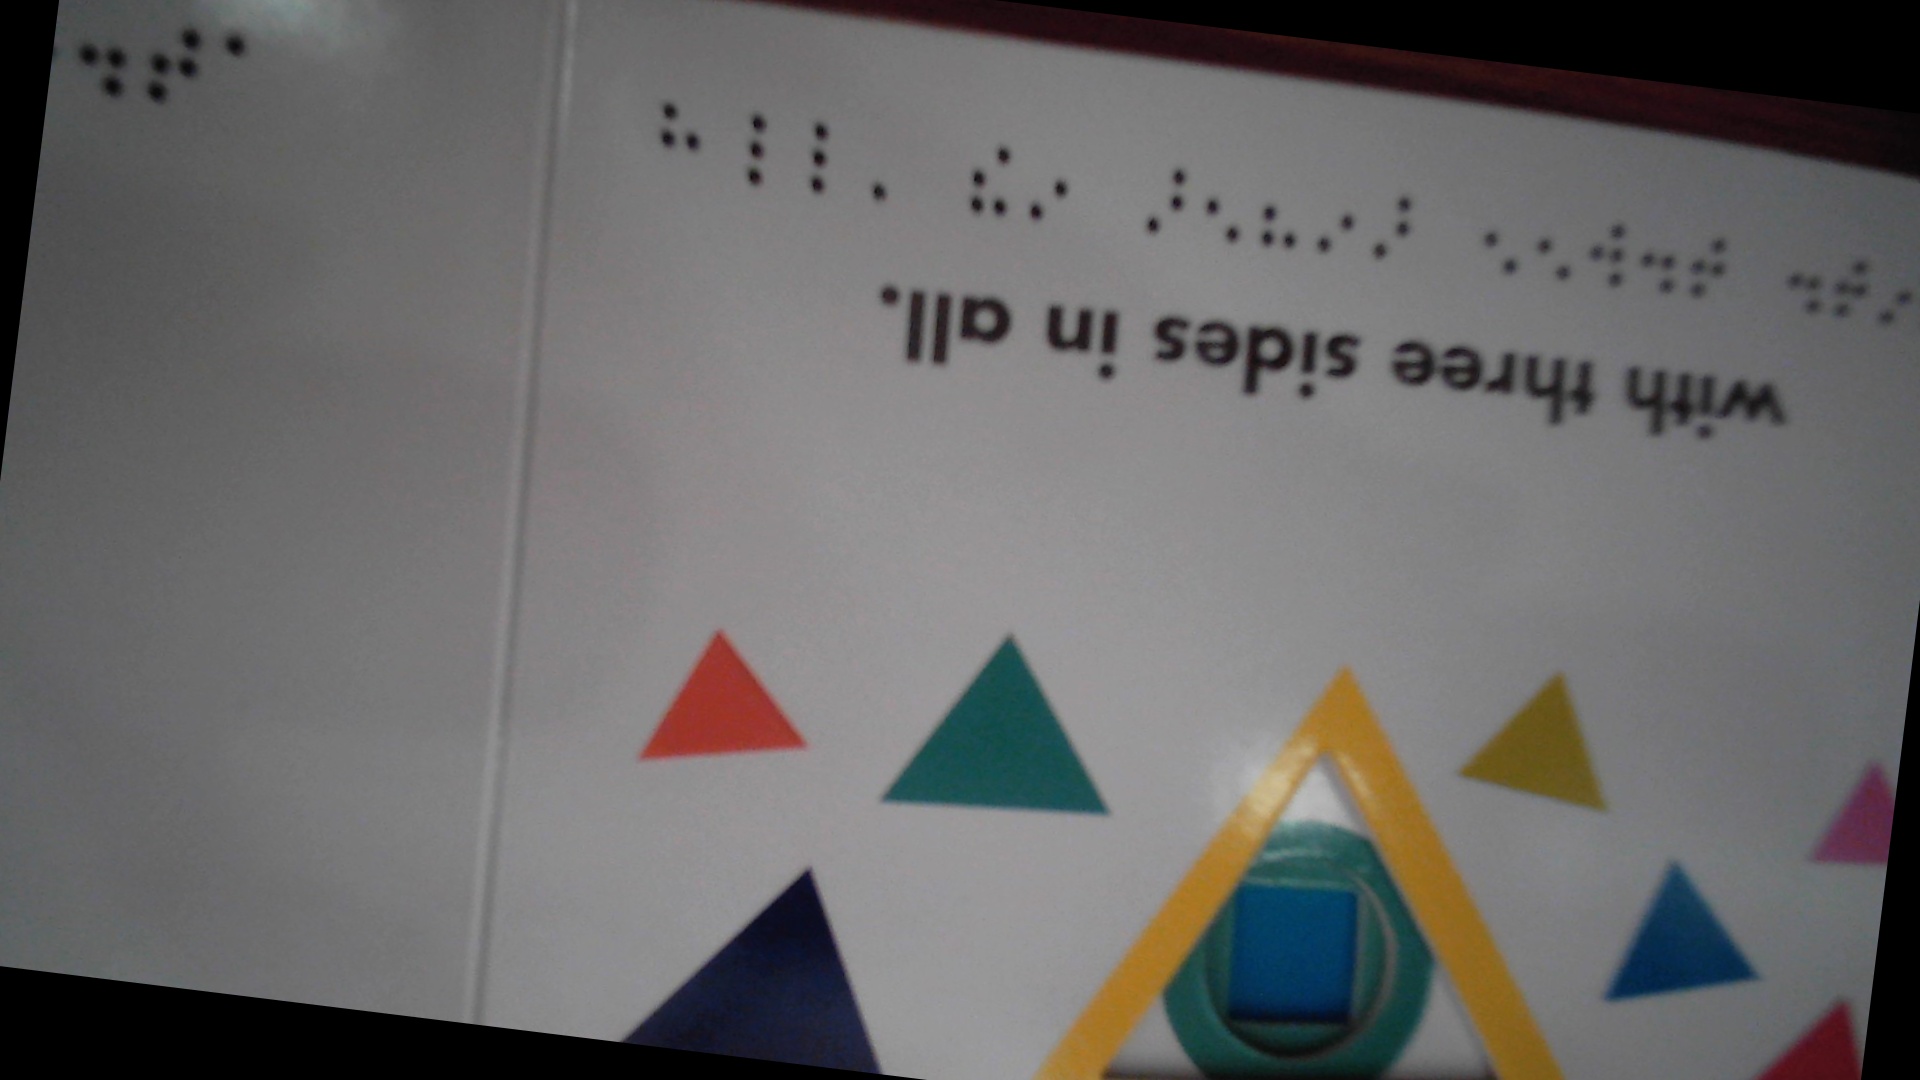 with three sides in all.
⠊⠞⠓ ⠞⠓⠗⠑⠑ ⠎⠊⠙⠑⠎ ⠊⠝ ⠁⠇⠇⠲